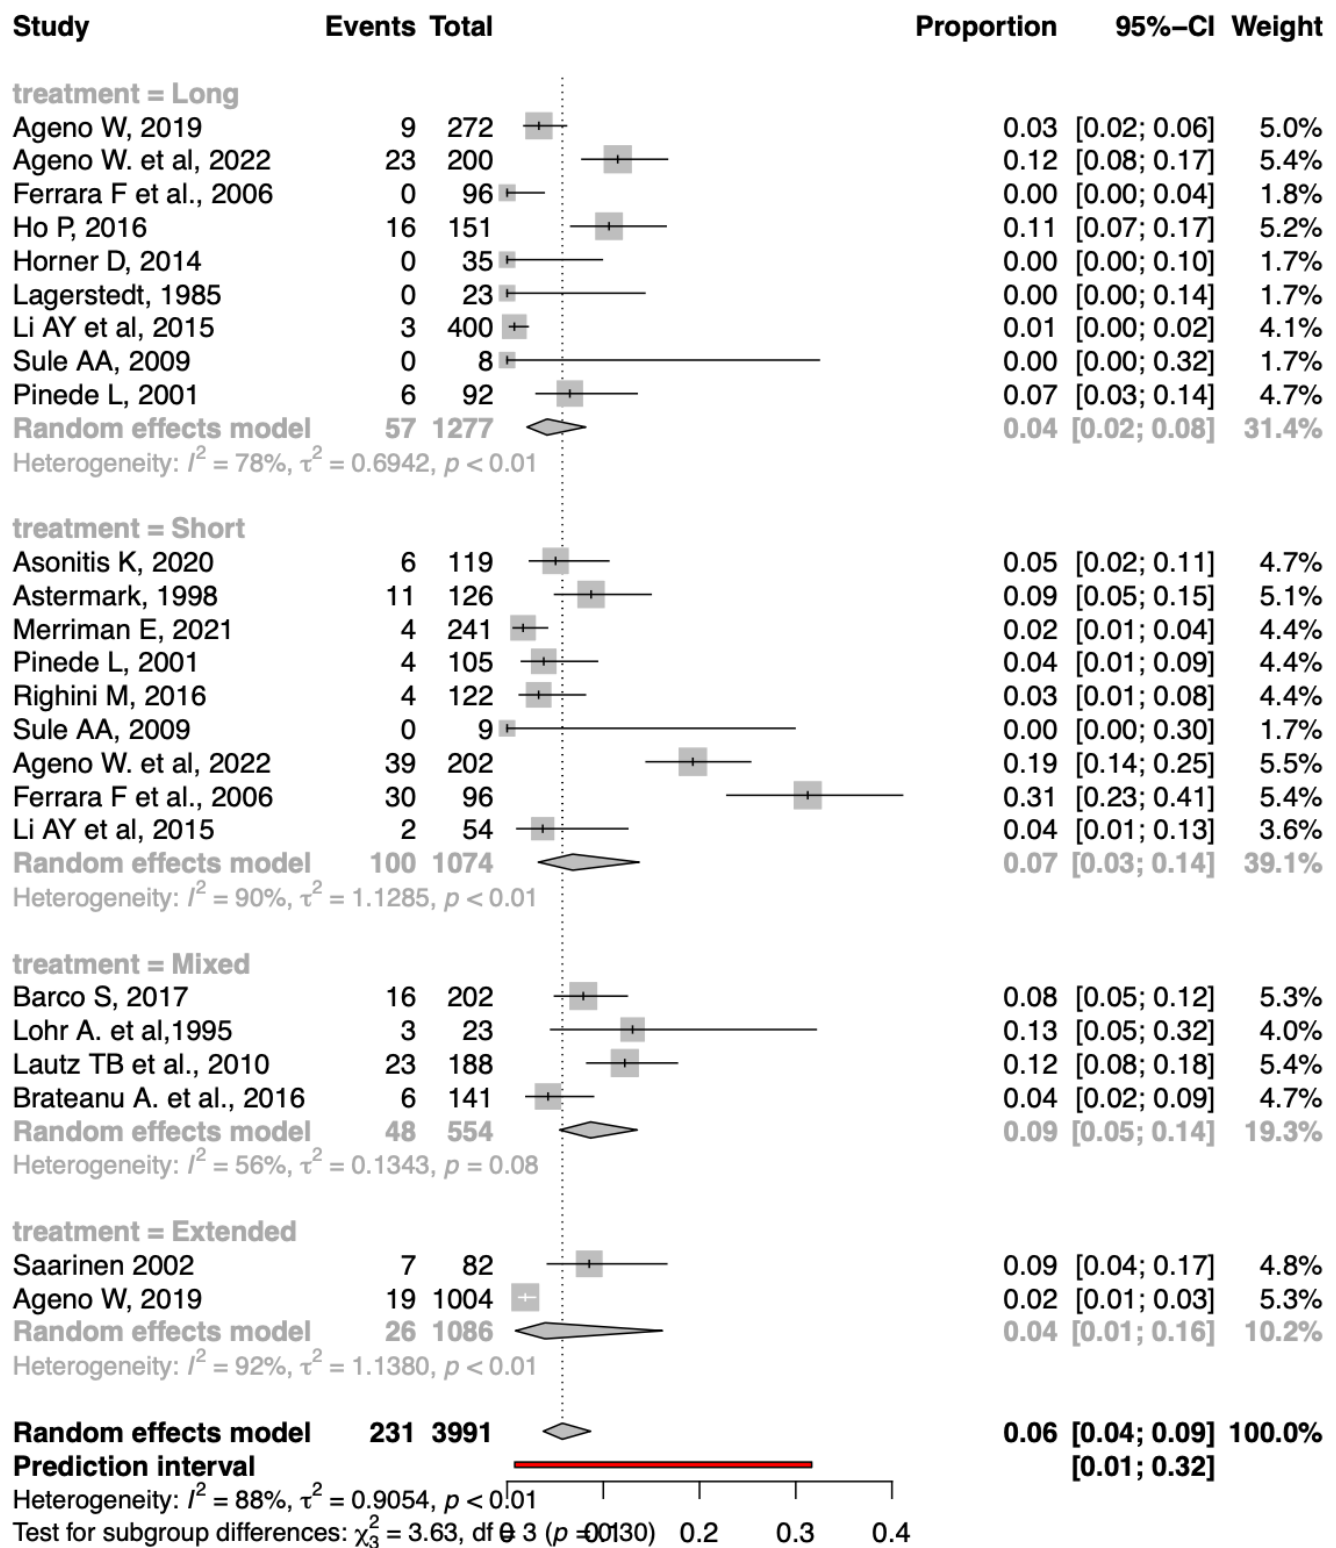 Study Events Total Proportion 95%−CI Weight
treatment = Long
Ageno W, 2019 9 272 0.03 [0.02; 0.06] 5.0%
Ageno W. et al, 2022 23 200 0.12 [0.08; 0.17] 5.4%
Ferrara F et al., 2006 0 96 0.00 [0.00; 0.04] 1.8%
Ho P, 2016 16 151 0.11 [0.07; 0.17] 5.2%
Horner D, 2014 0 35 0.00 [0.00; 0.10] 1.7%
Lagerstedt, 1985 0 23 0.00 [0.00; 0.14] 1.7%
Li AY et al, 2015 3 400 0.01 [0.00; 0.02] 4.1%
Sule AA, 2009 0 8 0.00 [0.00; 0.32] 1.7%
Pinede L, 2001 6 92 0.07 [0.03; 0.14] 4.7%
Random effects model 57 1277 0.04 [0.02; 0.08] 31.4%
Heterogeneity: I² = 78%, τ² = 0.6942, p < 0.01
treatment = Short
Asonitis K, 2020 6 119 0.05 [0.02; 0.11] 4.7%
Astermark, 1998 11 126 0.09 [0.05; 0.15] 5.1%
Merriman E, 2021 4 241 0.02 [0.01; 0.04] 4.4%
Pinede L, 2001 4 105 0.04 [0.01; 0.09] 4.4%
Righini M, 2016 4 122 0.03 [0.01; 0.08] 4.4%
Sule AA, 2009 0 9 0.00 [0.00; 0.30] 1.7%
Ageno W. et al, 2022 39 202 0.19 [0.14; 0.25] 5.5%
Ferrara F et al., 2006 30 96 0.31 [0.23; 0.41] 5.4%
Li AY et al, 2015 2 54 0.04 [0.01; 0.13] 3.6%
Random effects model 100 1074 0.07 [0.03; 0.14] 39.1%
Heterogeneity: I² = 90%, τ² = 1.1285, p < 0.01
treatment = Mixed
Barco S, 2017 16 202 0.08 [0.05; 0.12] 5.3%
Lohr A. et al,1995 3 23 0.13 [0.05; 0.32] 4.0%
Lautz TB et al., 2010 23 188 0.12 [0.08; 0.18] 5.4%
Brateanu A. et al., 2016 6 141 0.04 [0.02; 0.09] 4.7%
Random effects model 48 554 0.09 [0.05; 0.14] 19.3%
Heterogeneity: I² = 56%, τ² = 0.1343, p = 0.08
treatment = Extended
Saarinen 2002 7 82 0.09 [0.04; 0.17] 4.8%
Ageno W, 2019 19 1004 0.02 [0.01; 0.03] 5.3%
Random effects model 26 1086 0.04 [0.01; 0.16] 10.2%
Heterogeneity: I² = 92%, τ² = 1.1380, p < 0.01
Random effects model 231 3991 0.06 [0.04; 0.09] 100.0%
Prediction interval [0.01; 0.32]
Heterogeneity: I² = 88%, τ² = 0.9054, p < 0.01
Test for subgroup differences: χ²₃ = 3.63, df = 3 (p = 0.30) 0 0.1 0.2 0.3 0.4